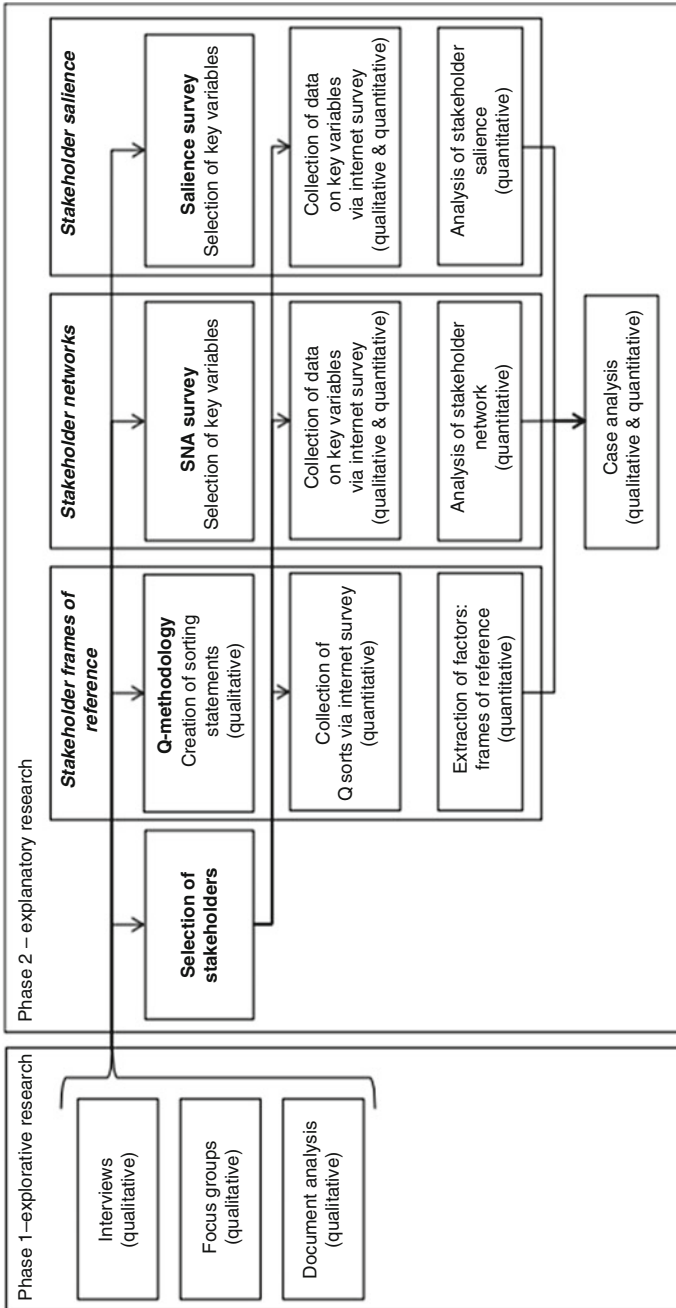 Phase 1–explorative research
Interviews
(qualitative)
Focus groups
(qualitative)
Document analysis
(qualitative)
Phase 2 – explanatory research
Selection of
stakeholders
Stakeholder frames of
reference
Q-methodology
Creation of sorting
statements
(qualitative)
Collection of
Q sorts via internet survey
(quantitative)
Extraction of factors:
frames of reference
(quantitative)
Stakeholder networks
SNA survey
Selection of key variables
Collection of data
on key variables
via internet survey
(qualitative & quantitative)
Analysis of stakeholder
network
(quantitative)
Stakeholder salience
Salience survey
Selection of key variables
Collection of data
on key variables
via internet survey
(qualitative & quantitative)
Analysis of stakeholder
salience
(quantitative)
Case analysis
(qualitative & quantitative)